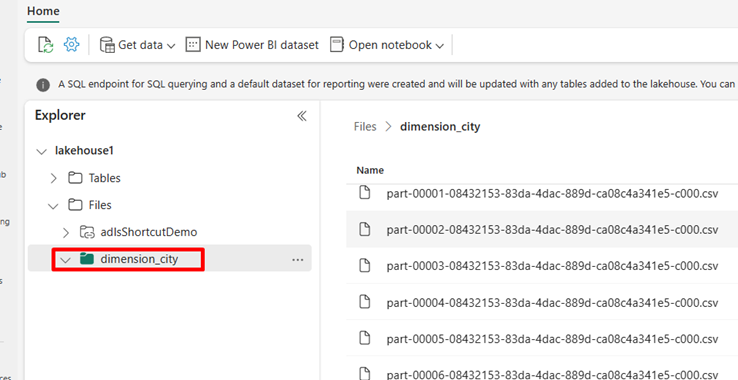 Home
Get data
New Power BI dataset
Open notebook
A SQL endpoint for SQL querying and a default dataset for reporting were created and will be updated with any tables added to the lakehouse. You can
Explorer
lakehouse1
Tables
Files
adlsShortcutDemo
dimension_city
Files > dimension_city
Name
part-00001-08432153-83da-4dac-889d-ca08c4a341e5-c000.csv
part-00002-08432153-83da-4dac-889d-ca08c4a341e5-c000.csv
part-00003-08432153-83da-4dac-889d-ca08c4a341e5-c000.csv
part-00004-08432153-83da-4dac-889d-ca08c4a341e5-c000.csv
part-00005-08432153-83da-4dac-889d-ca08c4a341e5-c000.csv
part-00006-08432153-83da-4dac-889d-ca08c4a341e5-c000.csv